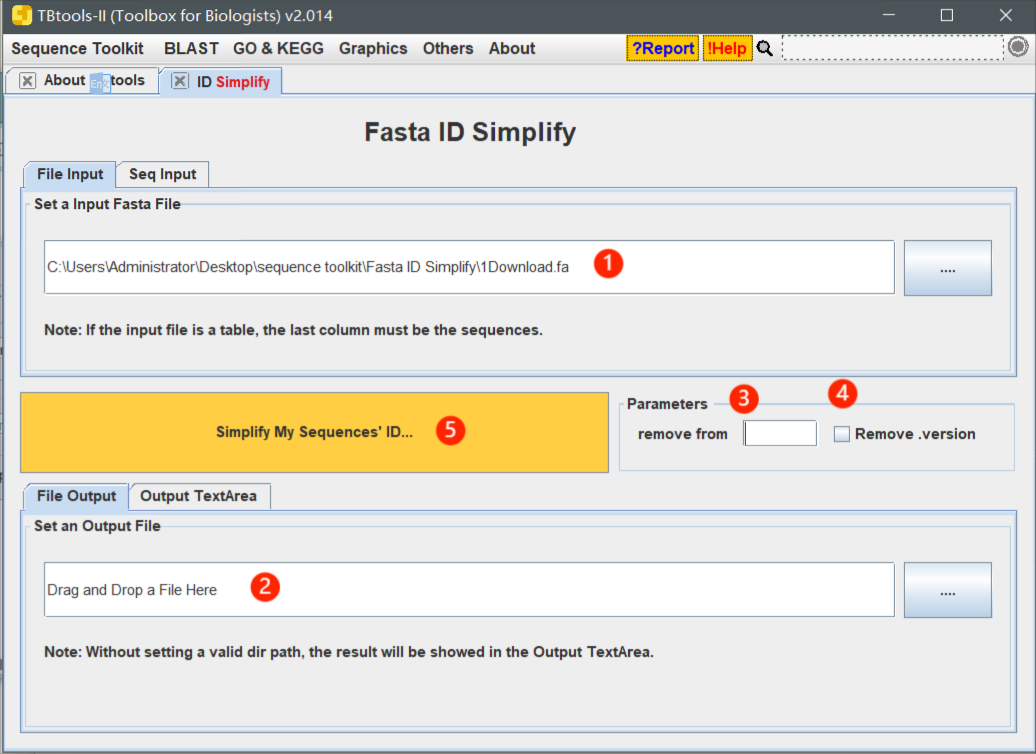 TBtools-II (Toolbox for Biologists) v2.014
Sequence Toolkit BLAST GO & KEGG Graphics Others About ?Report !Help
About tools ID Simplify
Fasta ID Simplify
File Input Seq Input
Set a Input Fasta File
C:\Users\Administrator\Desktop\sequence toolkit\Fasta ID Simplify\1Download.fa 1
....
Note: If the input file is a table, the last column must be the sequences.
Simplify My Sequences' ID... 5
Parameters 3 4
remove from Remove .version
File Output Output TextArea
Set an Output File
Drag and Drop a File Here 2
....
Note: Without setting a valid dir path, the result will be showed in the Output TextArea.